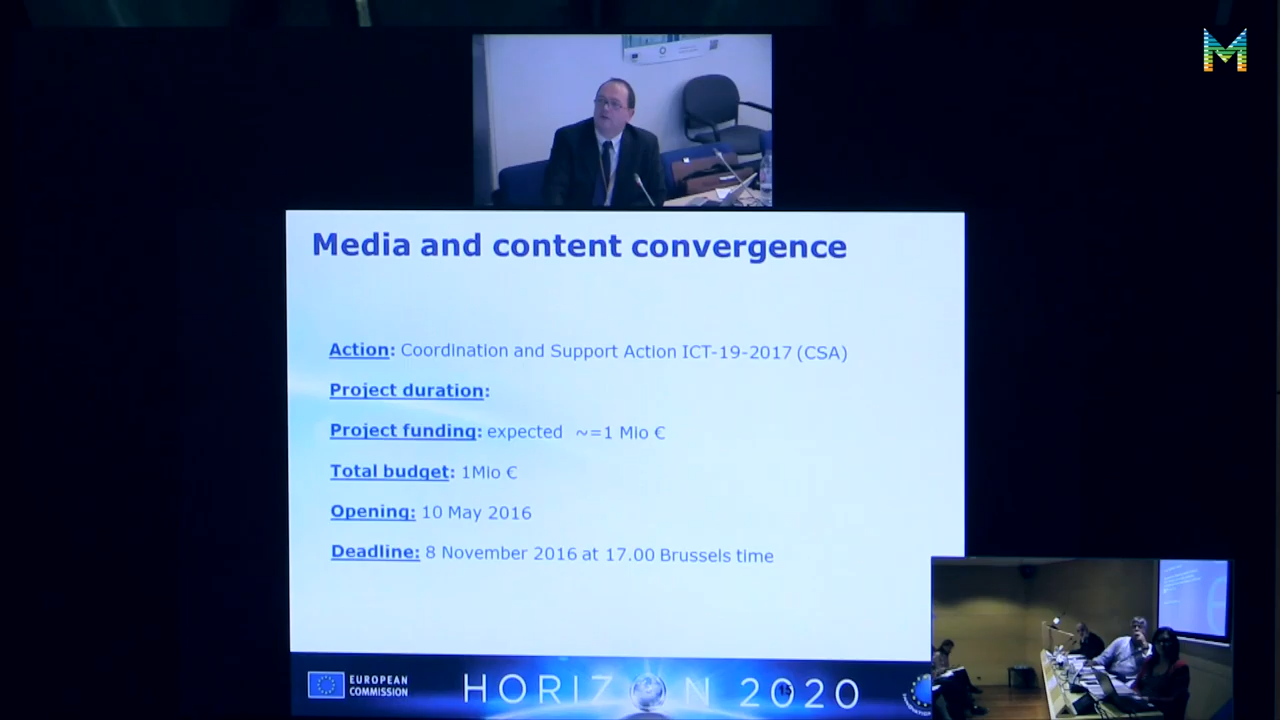 M
Media and content convergence
Action: Coordination and Support Action ICT-19-2017 (CSA)
Project duration:
Project funding: expected ~=1 Mio €
Total budget: 1Mio €
Opening: 10 May 2016
Deadline: 8 November 2016 at 17.00 Brussels time
EUROPEAN
COMMISSION
HORIZON 2020
15